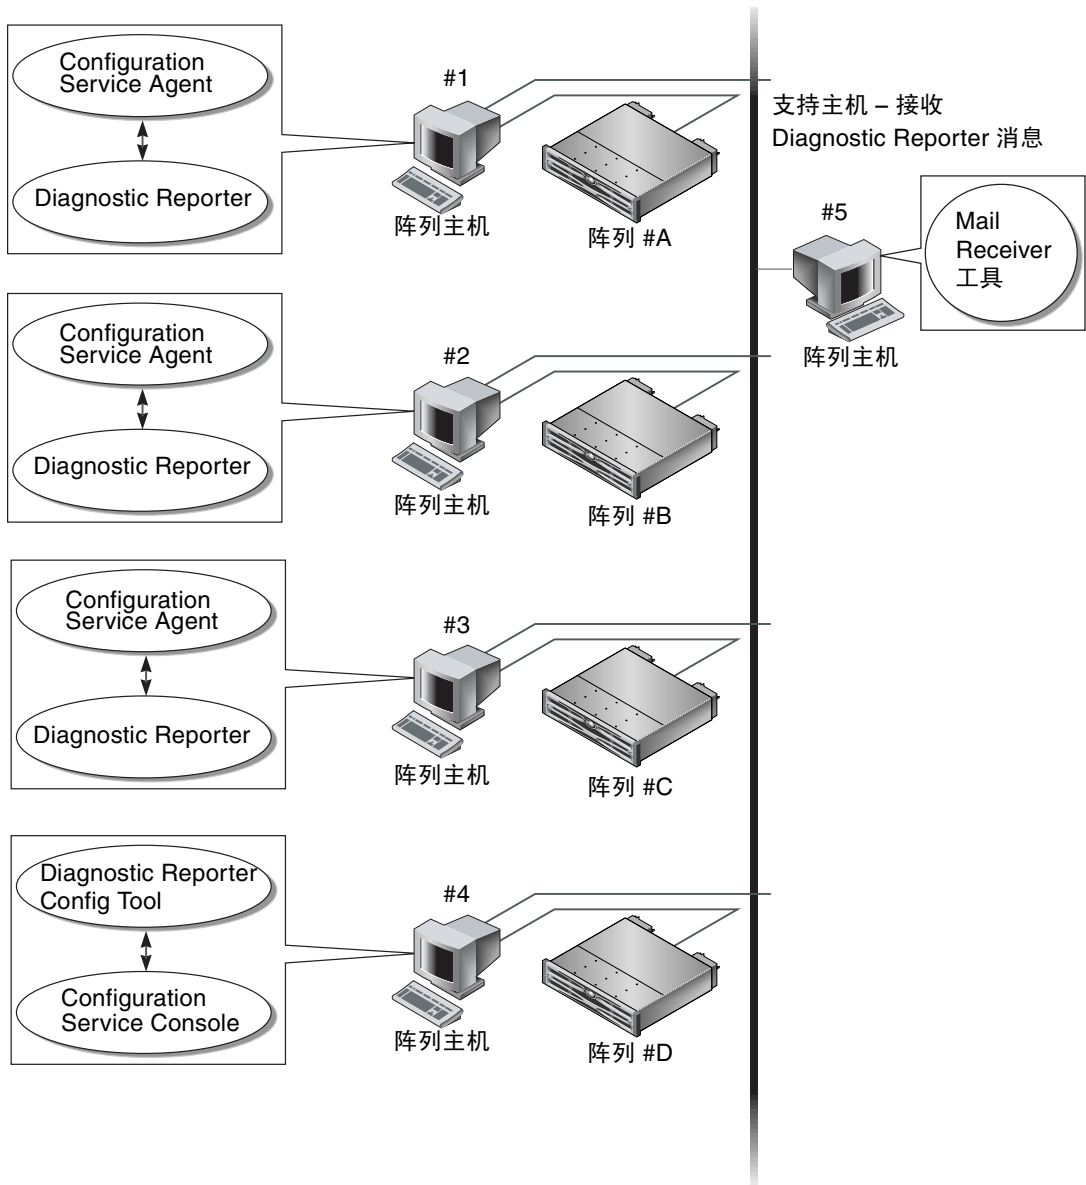 Configuration
Service Agent
Diagnostic Reporter
#1
阵列主机
阵列 #A
支持主机 – 接收
Diagnostic Reporter 消息
#5
Mail
Receiver
工具
阵列主机
Configuration
Service Agent
Diagnostic Reporter
#2
阵列主机
阵列 #B
Configuration
Service Agent
Diagnostic Reporter
#3
阵列主机
阵列 #C
Diagnostic Reporter
Config Tool
Configuration
Service Console
#4
阵列主机
阵列 #D